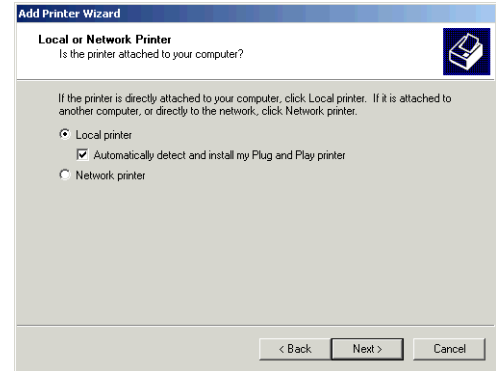 Add Printer Wizard
Local or Network Printer
Is the printer attached to your computer?
If the printer is directly attached to your computer, click Local printer.  If it is attached to
another computer, or directly to the network, click Network printer.
Local printer
Automatically detect and install my Plug and Play printer
Network printer
< Back
Next >
Cancel